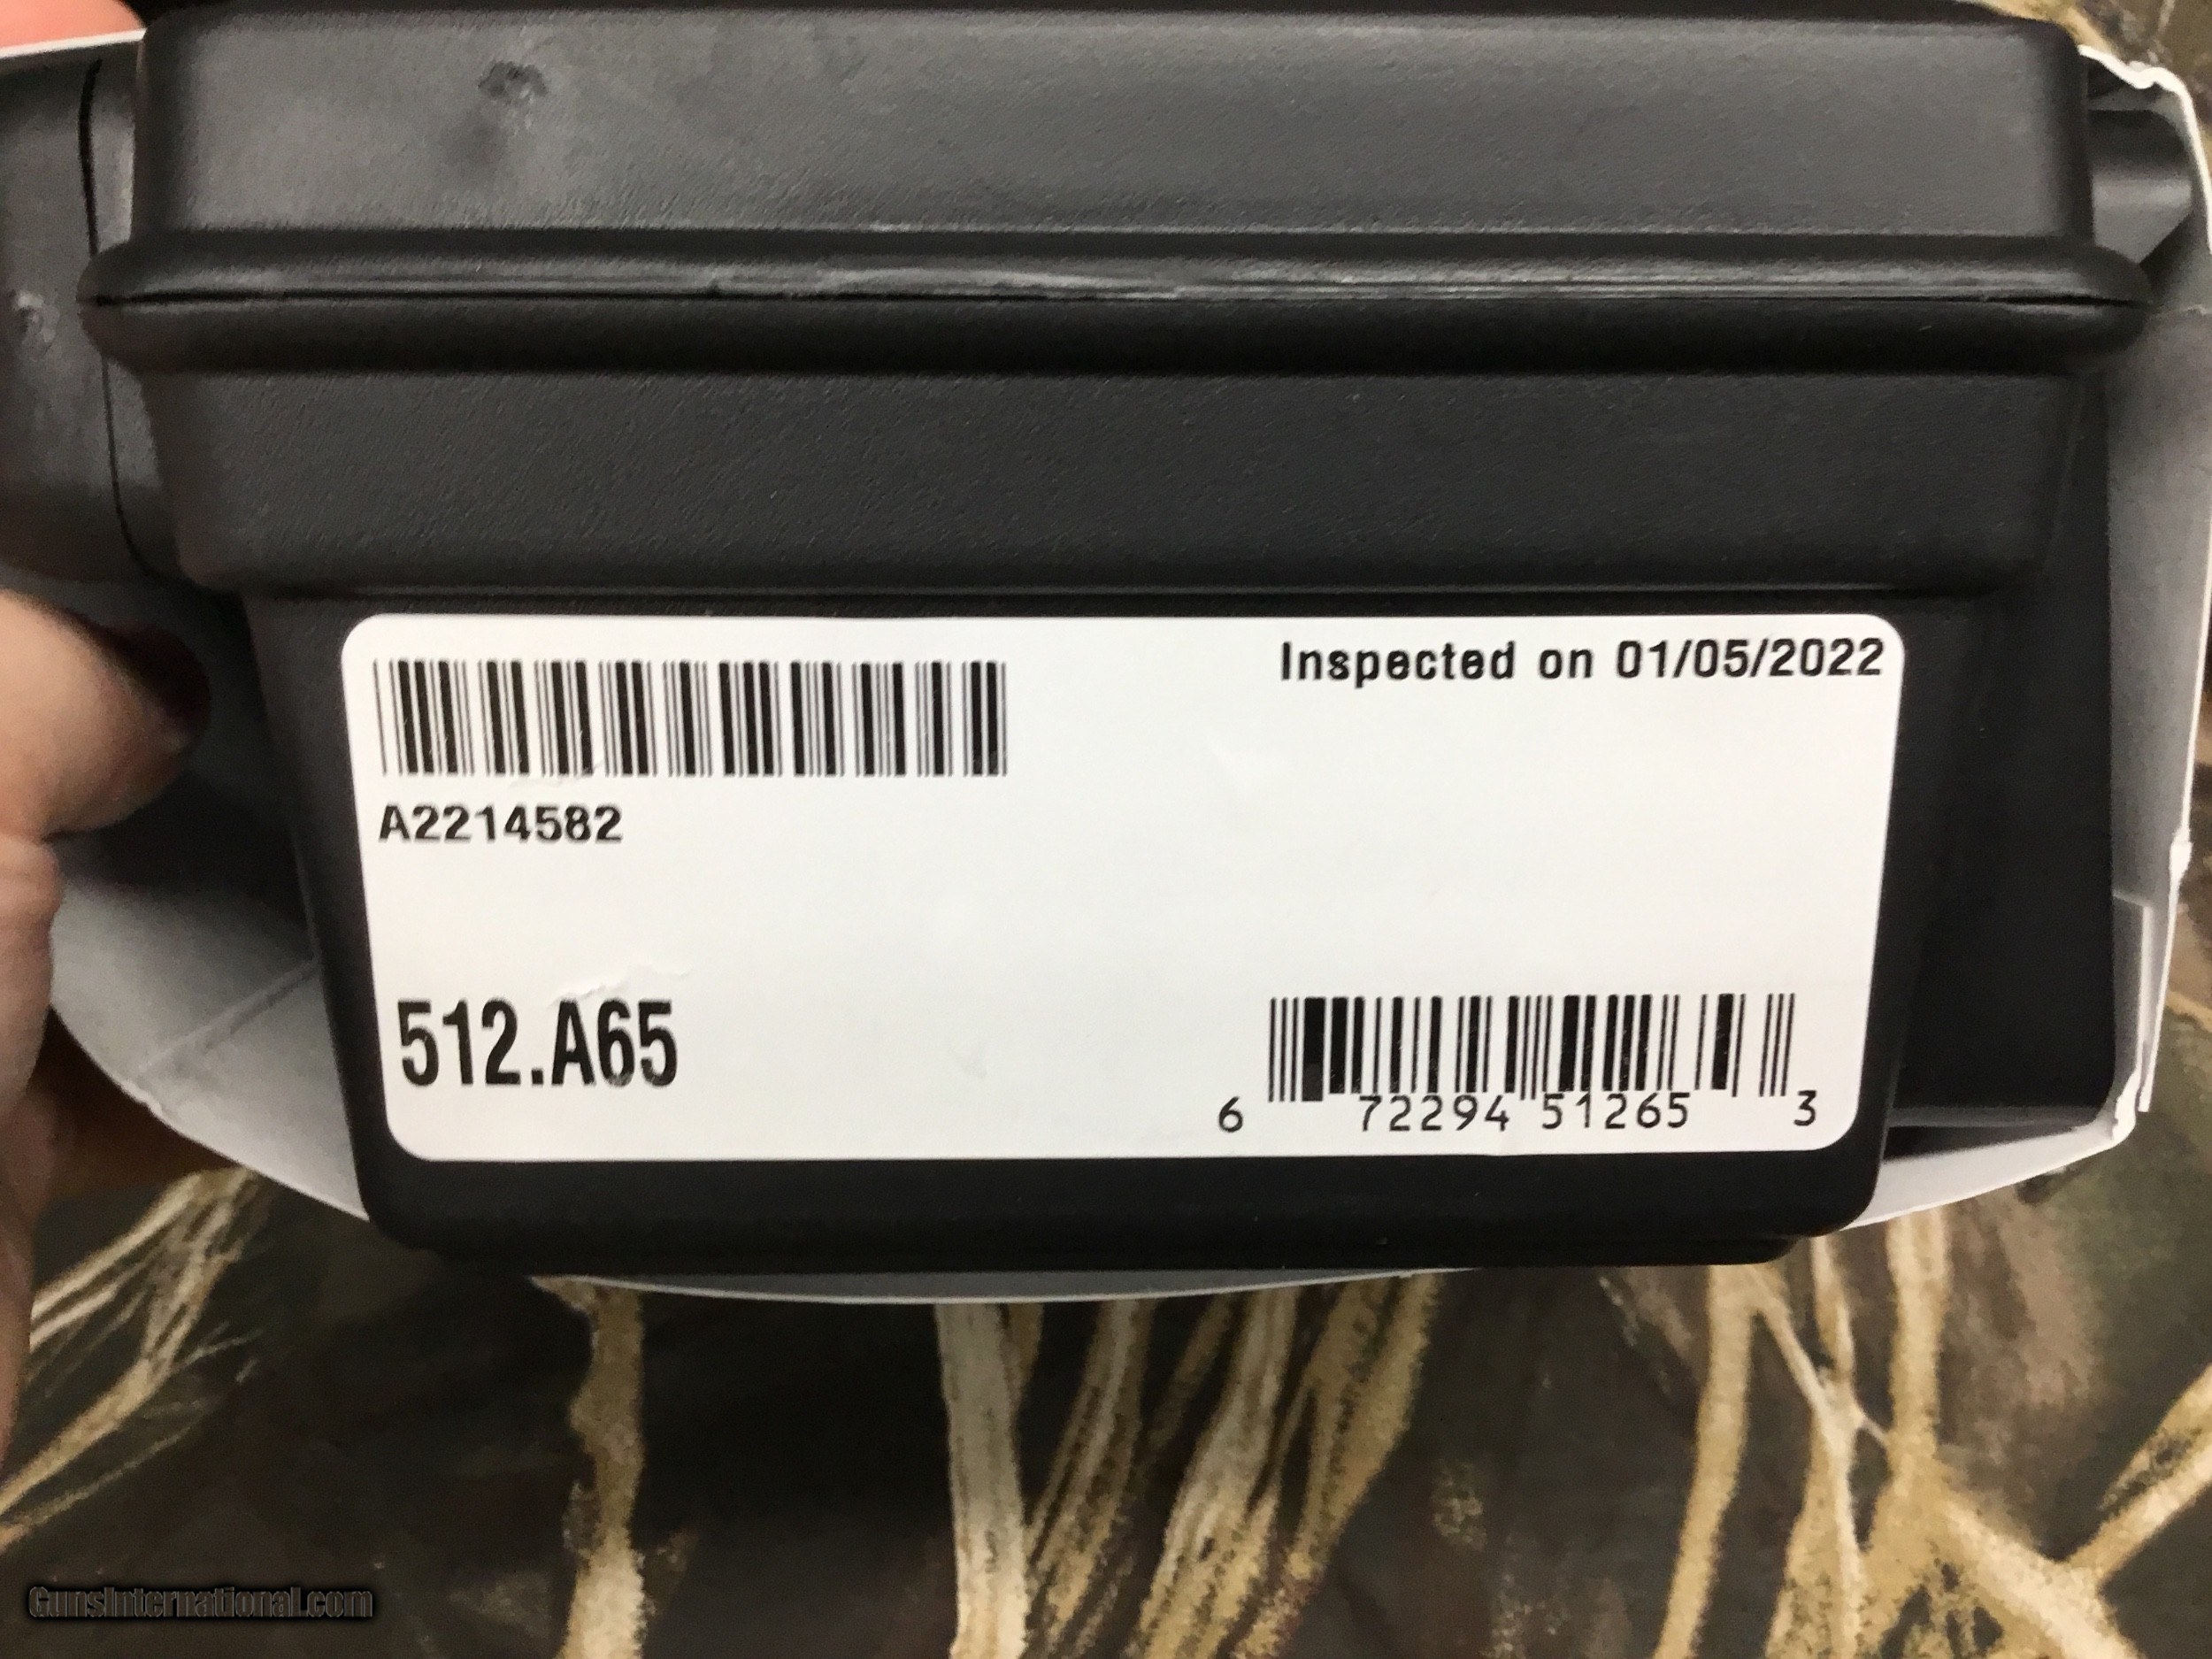 Inspected on 01/05/2022
A2214582
512.A65
6 72294 51265 3
GunsInternational.com